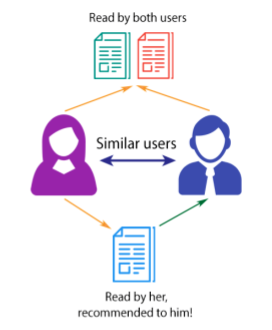 Read by both users
Similar users
Read by her,
recommended to him!